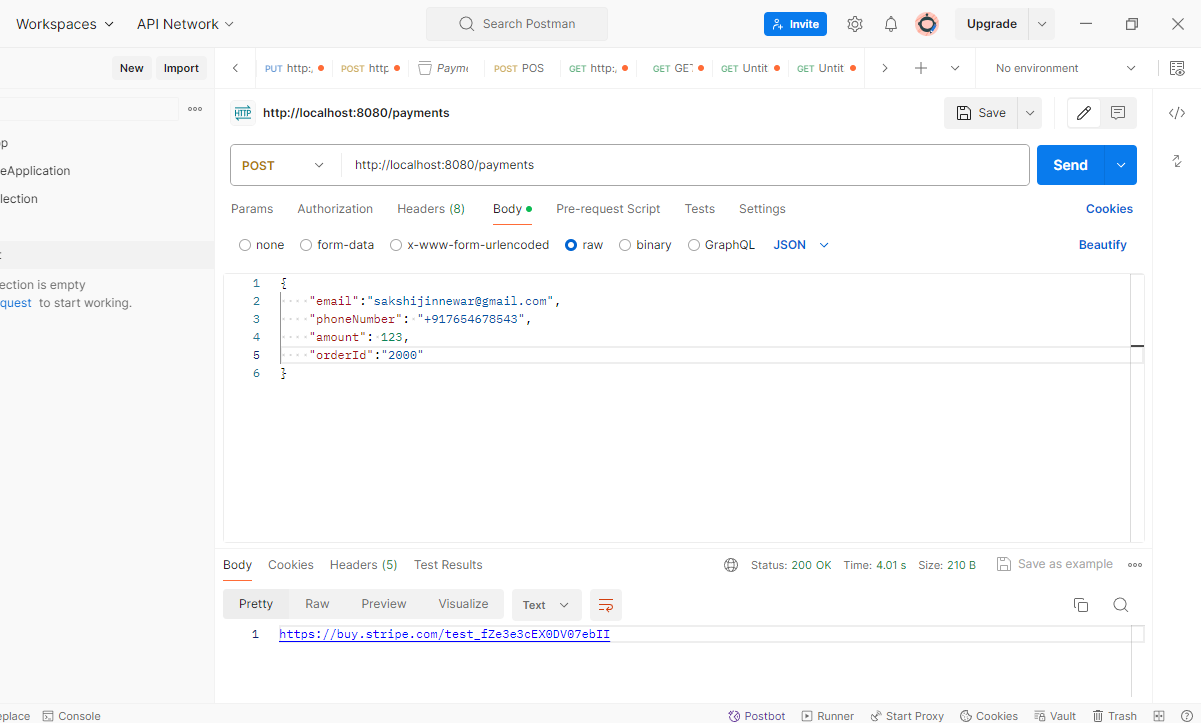 Workspaces API Network Search Postman Invite Upgrade
New Import PUT http:, POST http Payme POST POS GET http:, GET GET GET Untit GET Untit No environment
HTTP http://localhost:8080/payments Save
p
eApplication
lection
POST http://localhost:8080/payments Send
Params Authorization Headers (8) Body Pre-request Script Tests Settings Cookies
none form-data x-www-form-urlencoded raw binary GraphQL JSON Beautify
ection is empty
quest to start working.
1 {
2 "email":"sakshijinnewar@gmail.com",
3 "phoneNumber": "+917654678543",
4 "amount": 123,
5 "orderId":"2000"
6 }
Body Cookies Headers (5) Test Results Status: 200 OK Time: 4.01 s Size: 210 B Save as example
Pretty Raw Preview Visualize Text
1 https://buy.stripe.com/test_fZe3e3cEX0DV07ebII
eplace Console Postbot Runner Start Proxy Cookies Vault Trash